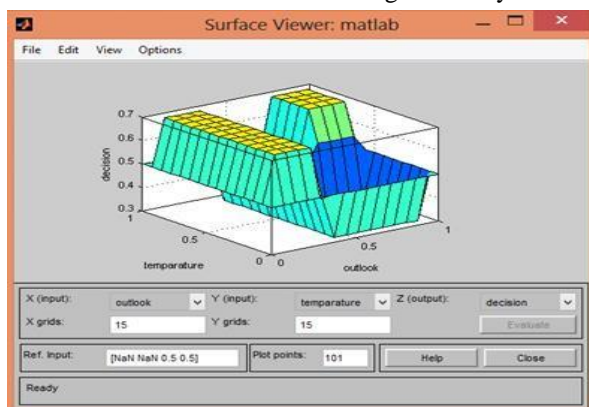 Surface Viewer: matlab
File Edit View Options
0.7
0.6
0.5
0.4
0.3
decision
1
0.5
0
temparature
0
0.5
1
outlook
X (input): outlook Y (input): temparature Z (output): decision
X grids: 15 Y grids: 15 Evaluate
Ref. Input: [NaN NaN 0.5 0.5] Plot points: 101 Help Close
Ready